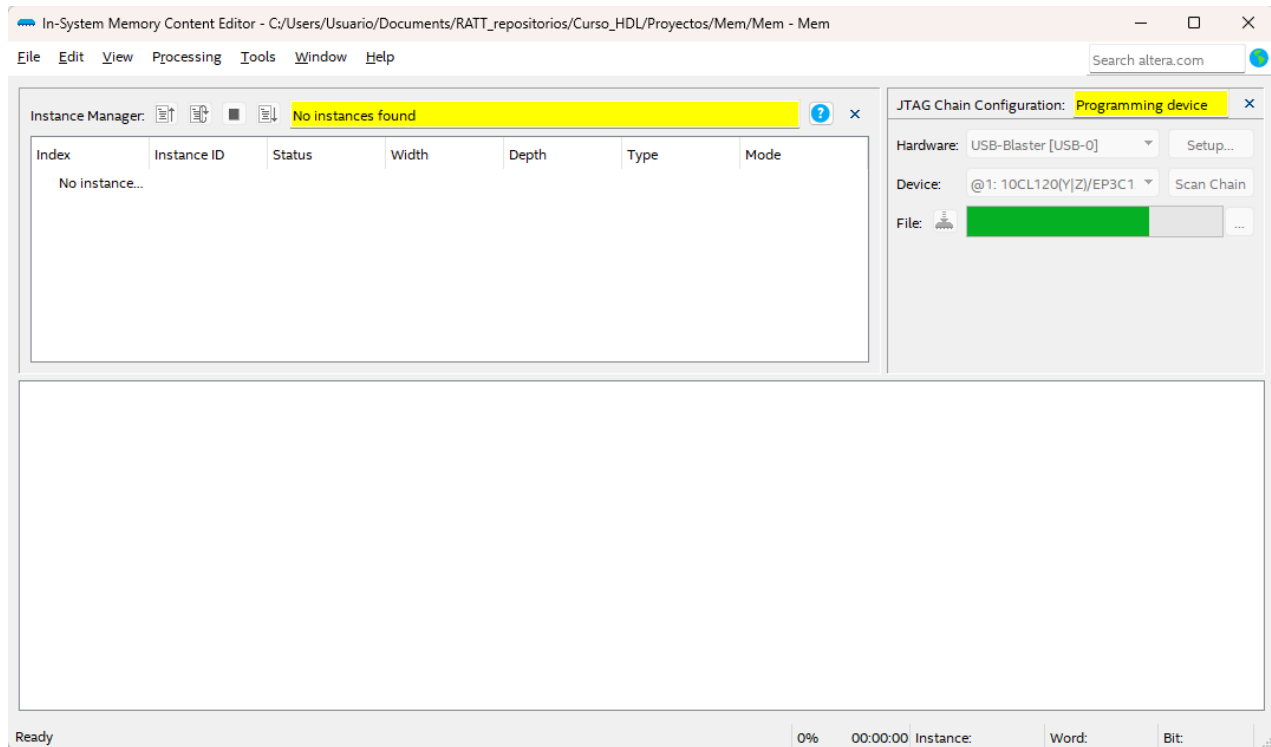 In-System Memory Content Editor - C:/Users/Usuario/Documents/RATT_repositorios/Curso_HDL/Proyectos/Mem/Mem - Mem
File Edit View Processing Tools Window Help
Search altera.com
Instance Manager: No instances found
Index Instance ID Status Width Depth Type Mode
No instance...
JTAG Chain Configuration: Programming device
Hardware: USB-Blaster [USB-0] Setup...
Device: @1: 10CL120(Y|Z)/EP3C1 Scan Chain
File: ...
Ready 0% 00:00:00 Instance: Word: Bit: